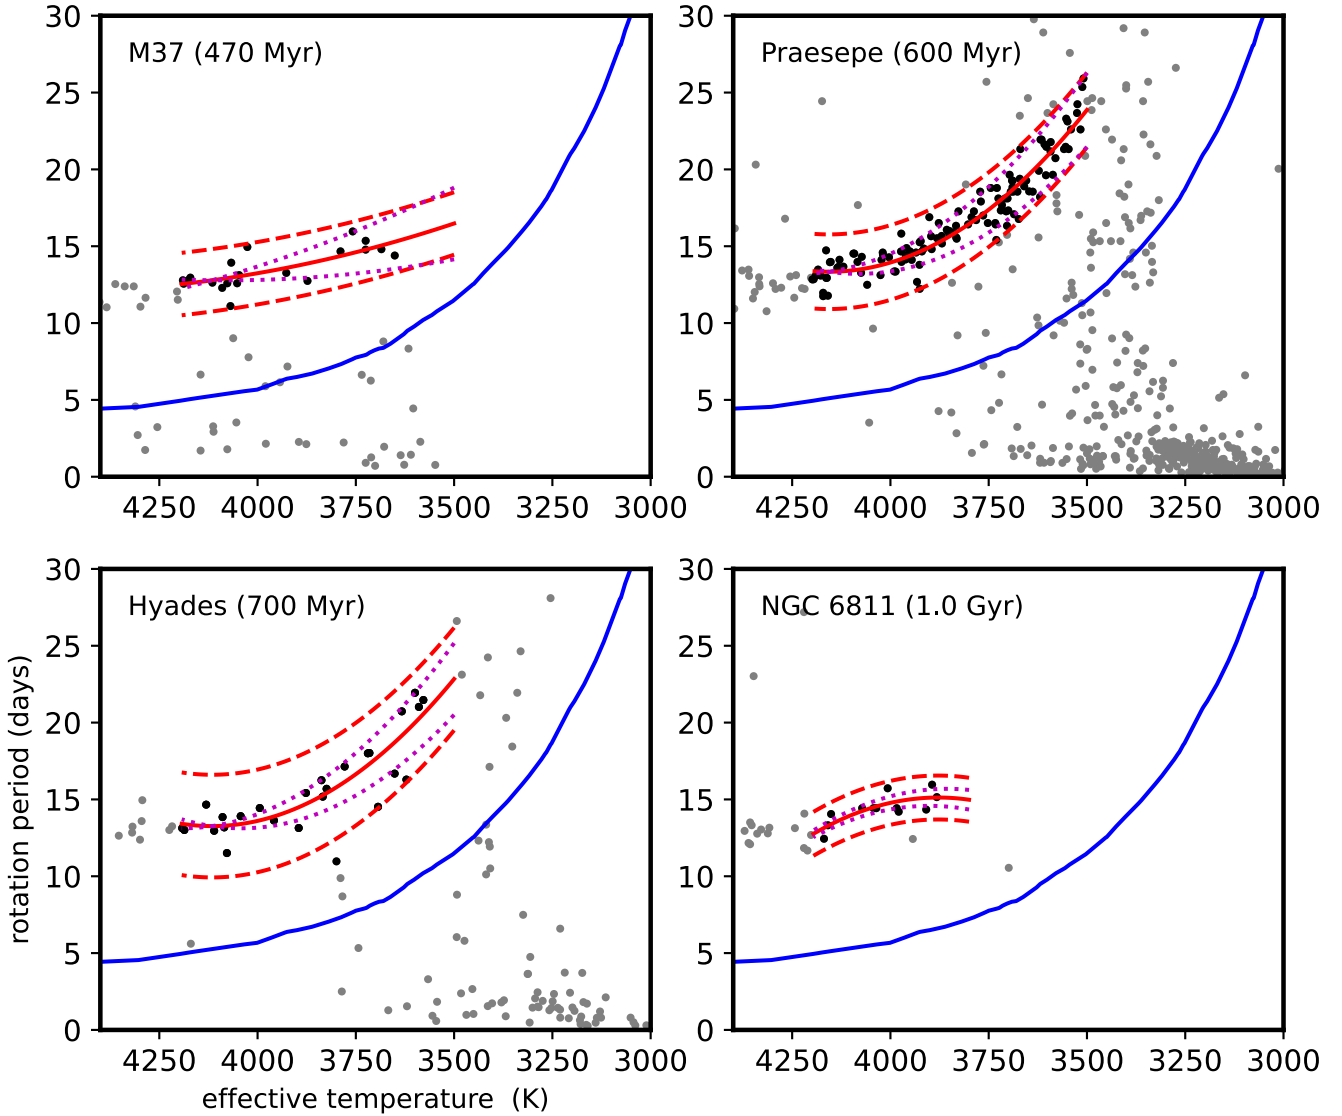 30
25
20
15
10
5
0
M37 (470 Myr)
4250 4000 3750 3500 3250 3000
30
25
20
15
10
5
0
Praesepe (600 Myr)
4250 4000 3750 3500 3250 3000
rotation period (days)
30
25
20
15
10
5
0
Hyades (700 Myr)
4250 4000 3750 3500 3250 3000
effective temperature (K)
30
25
20
15
10
5
0
NGC 6811 (1.0 Gyr)
4250 4000 3750 3500 3250 3000